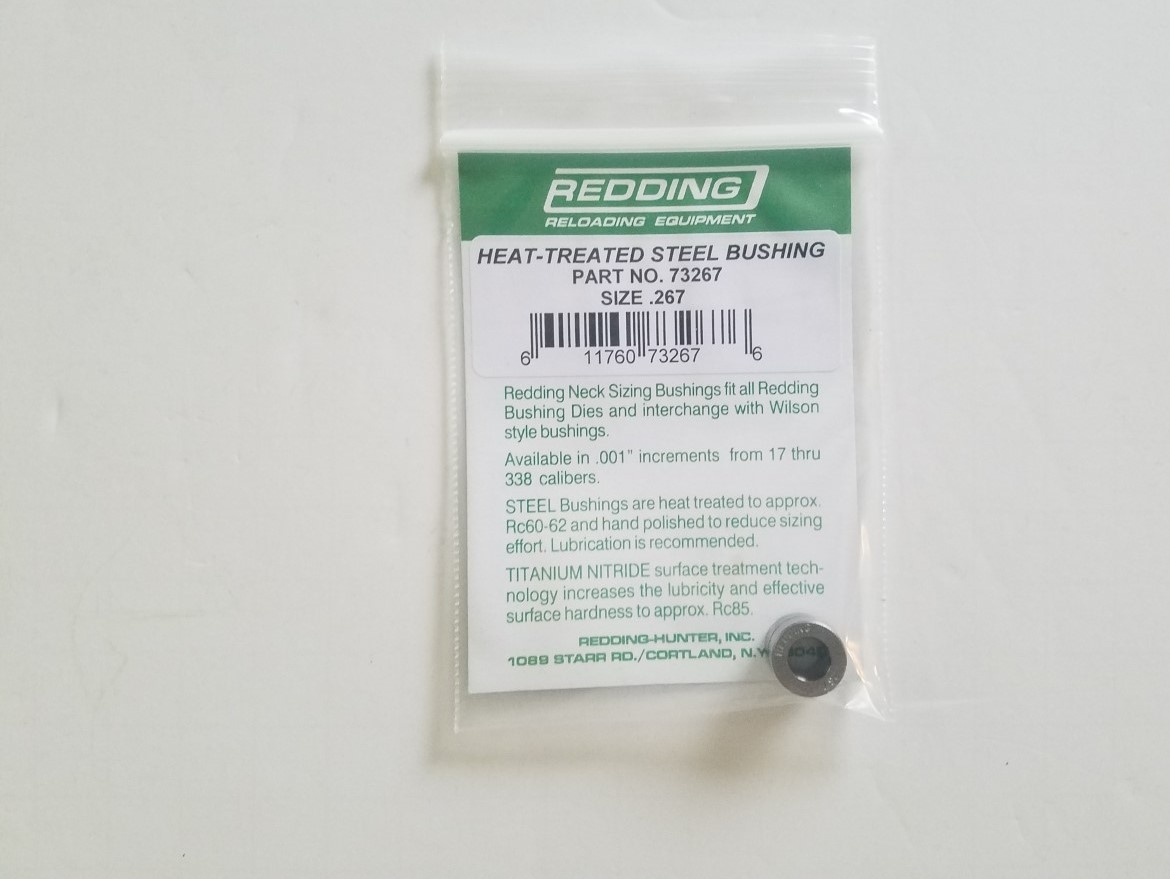 REDDING
RELOADING EQUIPMENT
HEAT-TREATED STEEL BUSHING
PART NO. 73267
SIZE .267
6 11760 73267 6
Redding Neck Sizing Bushings fit all Redding
Bushing Dies and interchange with Wilson
style bushings.
Available in .001" increments from 17 thru
338 calibers.
STEEL Bushings are heat treated to approx.
Rc60-62 and hand polished to reduce sizing
effort. Lubrication is recommended.
TITANIUM NITRIDE surface treatment tech-
nology increases the lubricity and effective
surface hardness to approx. Rc85.
REDDING-HUNTER, INC.
1089 STARR RD./CORTLAND, N.Y.